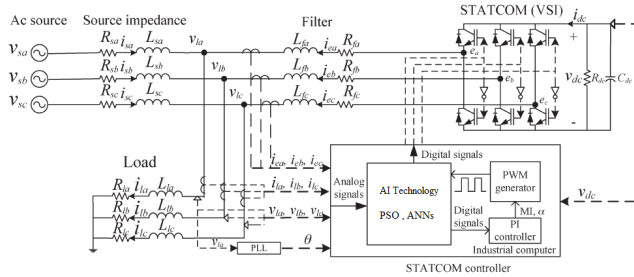 Ac source Source impedance Filter STATCOM (VSI) i_dc
v_sa R_sa i_sa L_sa v_la L_fa i_ea R_fa e_a +
v_sb R_sb i_sb L_sb v_lb L_fb i_eb R_fb e_b v_dc R_dc C_dc
v_sc R_sc i_sc L_sc v_lc L_fc i_ec R_fc e_c -
Load
R_la i_la L_la
R_lb i_lb L_lb
R_lc i_lc L_lc
i_ea, i_eb, i_ec
i_la, i_lb, i_lc
v_la, v_lb, v_lc
v_la PLL θ
Analog signals
Digital signals
AI Technology
PSO , ANNs
Digital signals
PWM generator
MI, α
PI controller
Industrial computer
v_dc
STATCOM controller